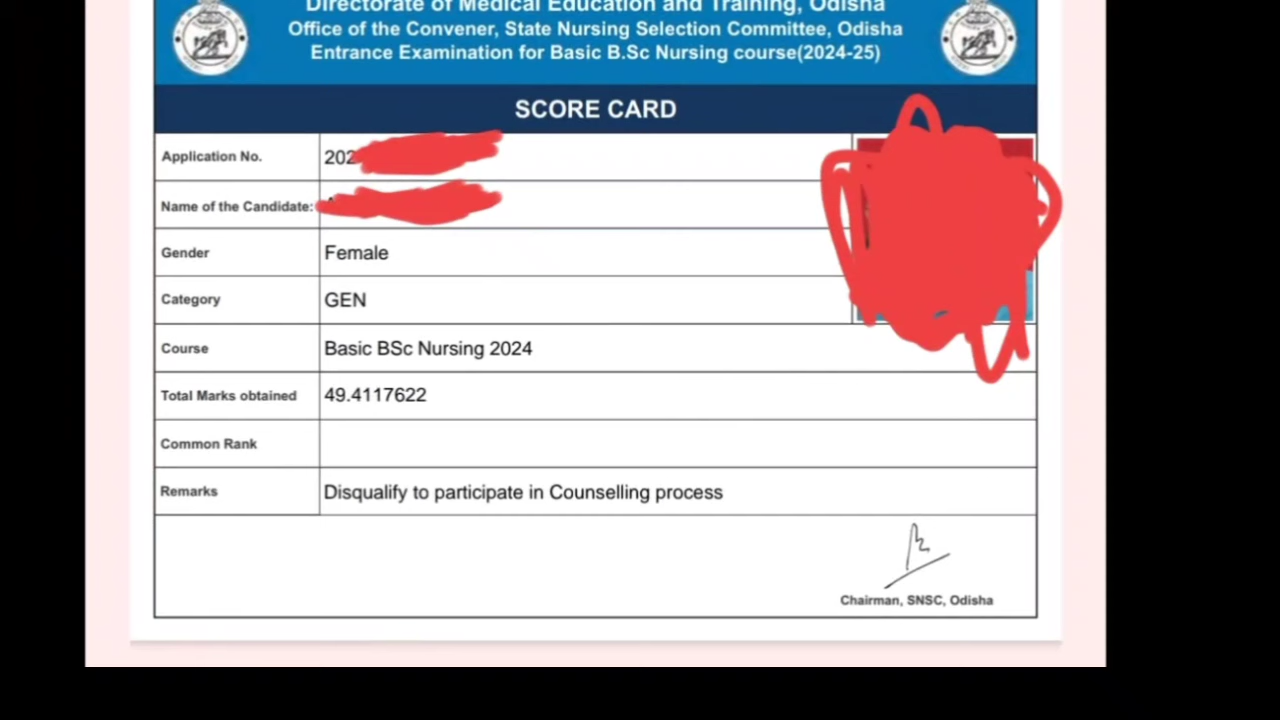 Directorate of Medical Education and Training, Odisha
Office of the Convener, State Nursing Selection Committee, Odisha
Entrance Examination for Basic B.Sc Nursing course(2024-25)
SCORE CARD
Application No. 202
Name of the Candidate:
Gender Female
Category GEN
Course Basic BSc Nursing 2024
Total Marks obtained 49.4117622
Common Rank
Remarks Disqualify to participate in Counselling process
Chairman, SNSC, Odisha